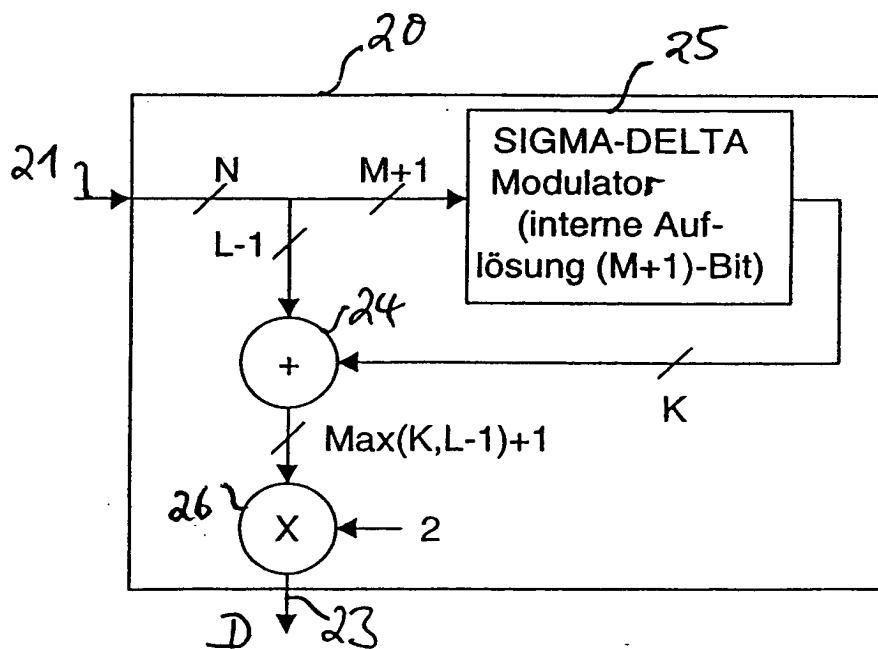 20
25
21
N
M+1
SIGMA-DELTA
Modulator
(interne Auf-
lösung (M+1)-Bit)
L-1
24
+
K
Max(K,L-1)+1
26
X
2
D
23